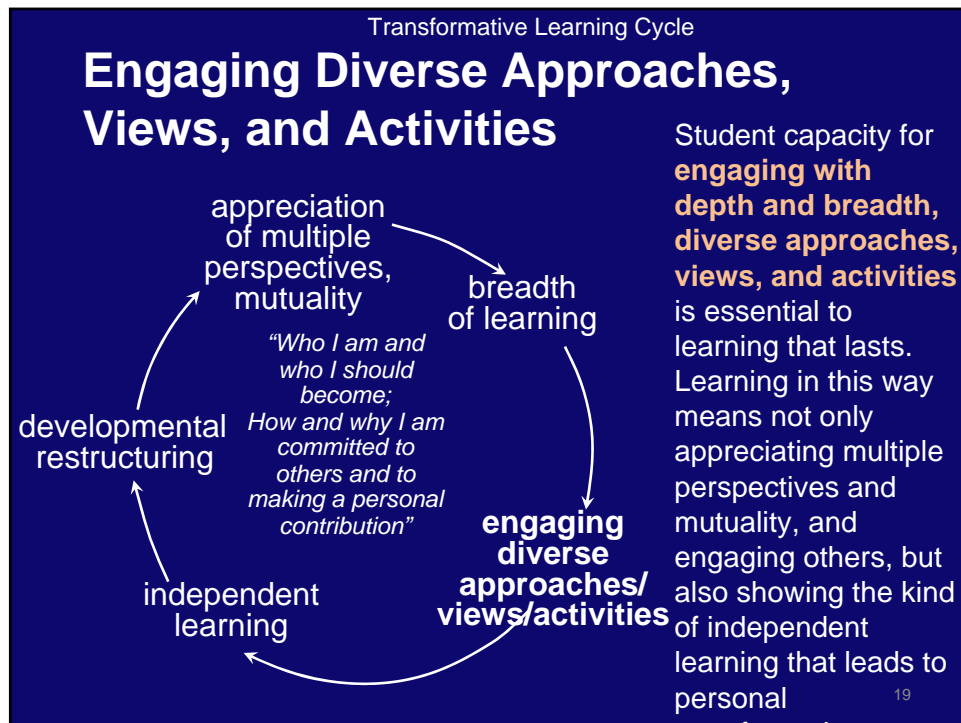 Transformative Learning Cycle
Engaging Diverse Approaches,
Views, and Activities
appreciation
of multiple
perspectives,
mutuality
breadth
of learning
"Who I am and
who I should
become;
How and why I am
committed to
others and to
making a personal
contribution"
developmental
restructuring
engaging
diverse
approaches/
views/activities
independent
learning
Student capacity for
engaging with
depth and breadth,
diverse approaches,
views, and activities
is essential to
learning that lasts.
Learning in this way
means not only
appreciating multiple
perspectives and
mutuality, and
engaging others, but
also showing the kind
of independent
learning that leads to
personal
19